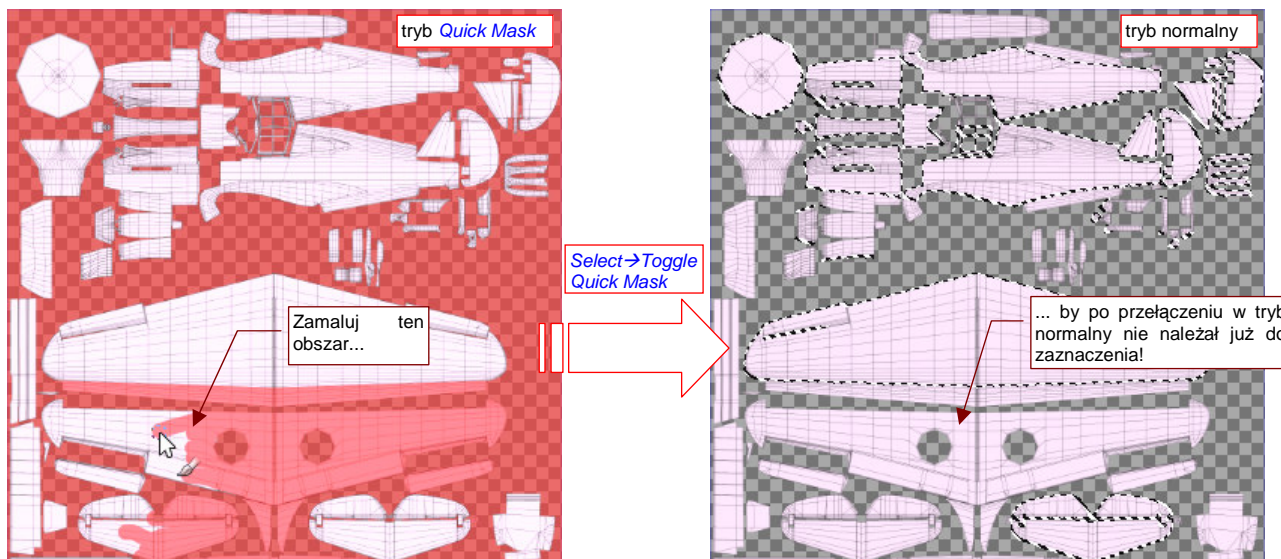 tryb Quick Mask
tryb normalny
Select→Toggle
Quick Mask
Zamaluj ten
obszar...
... by po przełączeniu w tryb
normalny nie należał już do
zaznaczenia!